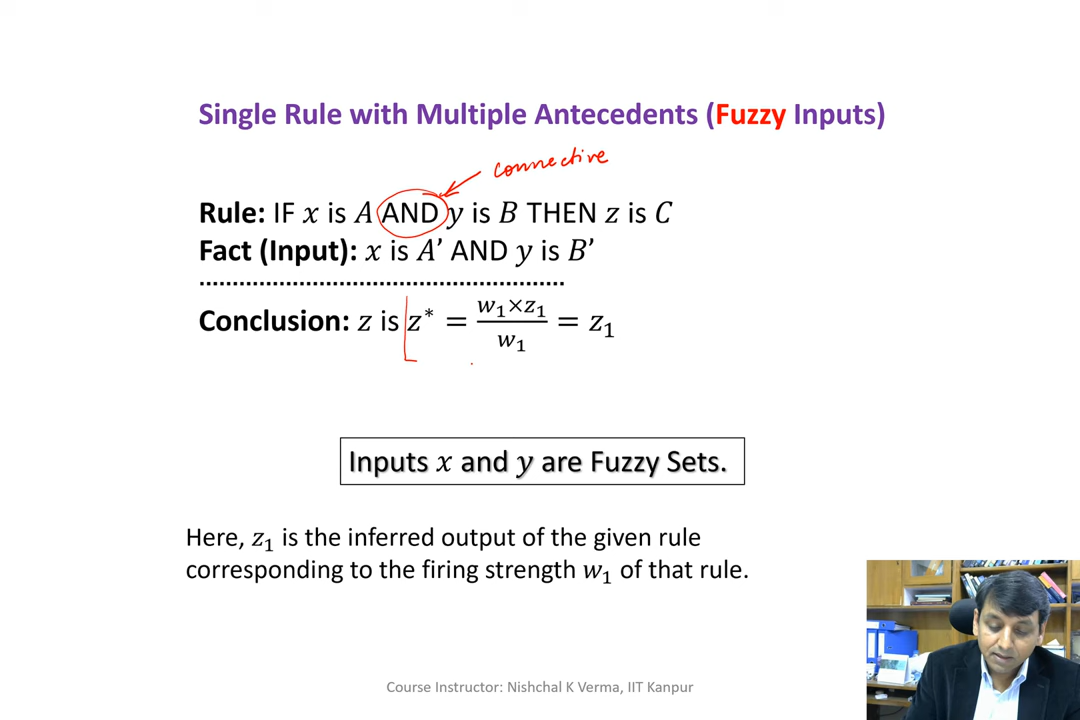 Single Rule with Multiple Antecedents (Fuzzy Inputs)
connective
Rule: IF x is A AND y is B THEN z is C
Fact (Input): x is A’ AND y is B’
Conclusion: z is z* = w₁×z₁/w₁ = z₁
Inputs x and y are Fuzzy Sets.
Here, z₁ is the inferred output of the given rule
corresponding to the firing strength w₁ of that rule.
Course Instructor: Nishchal K Verma, IIT Kanpur